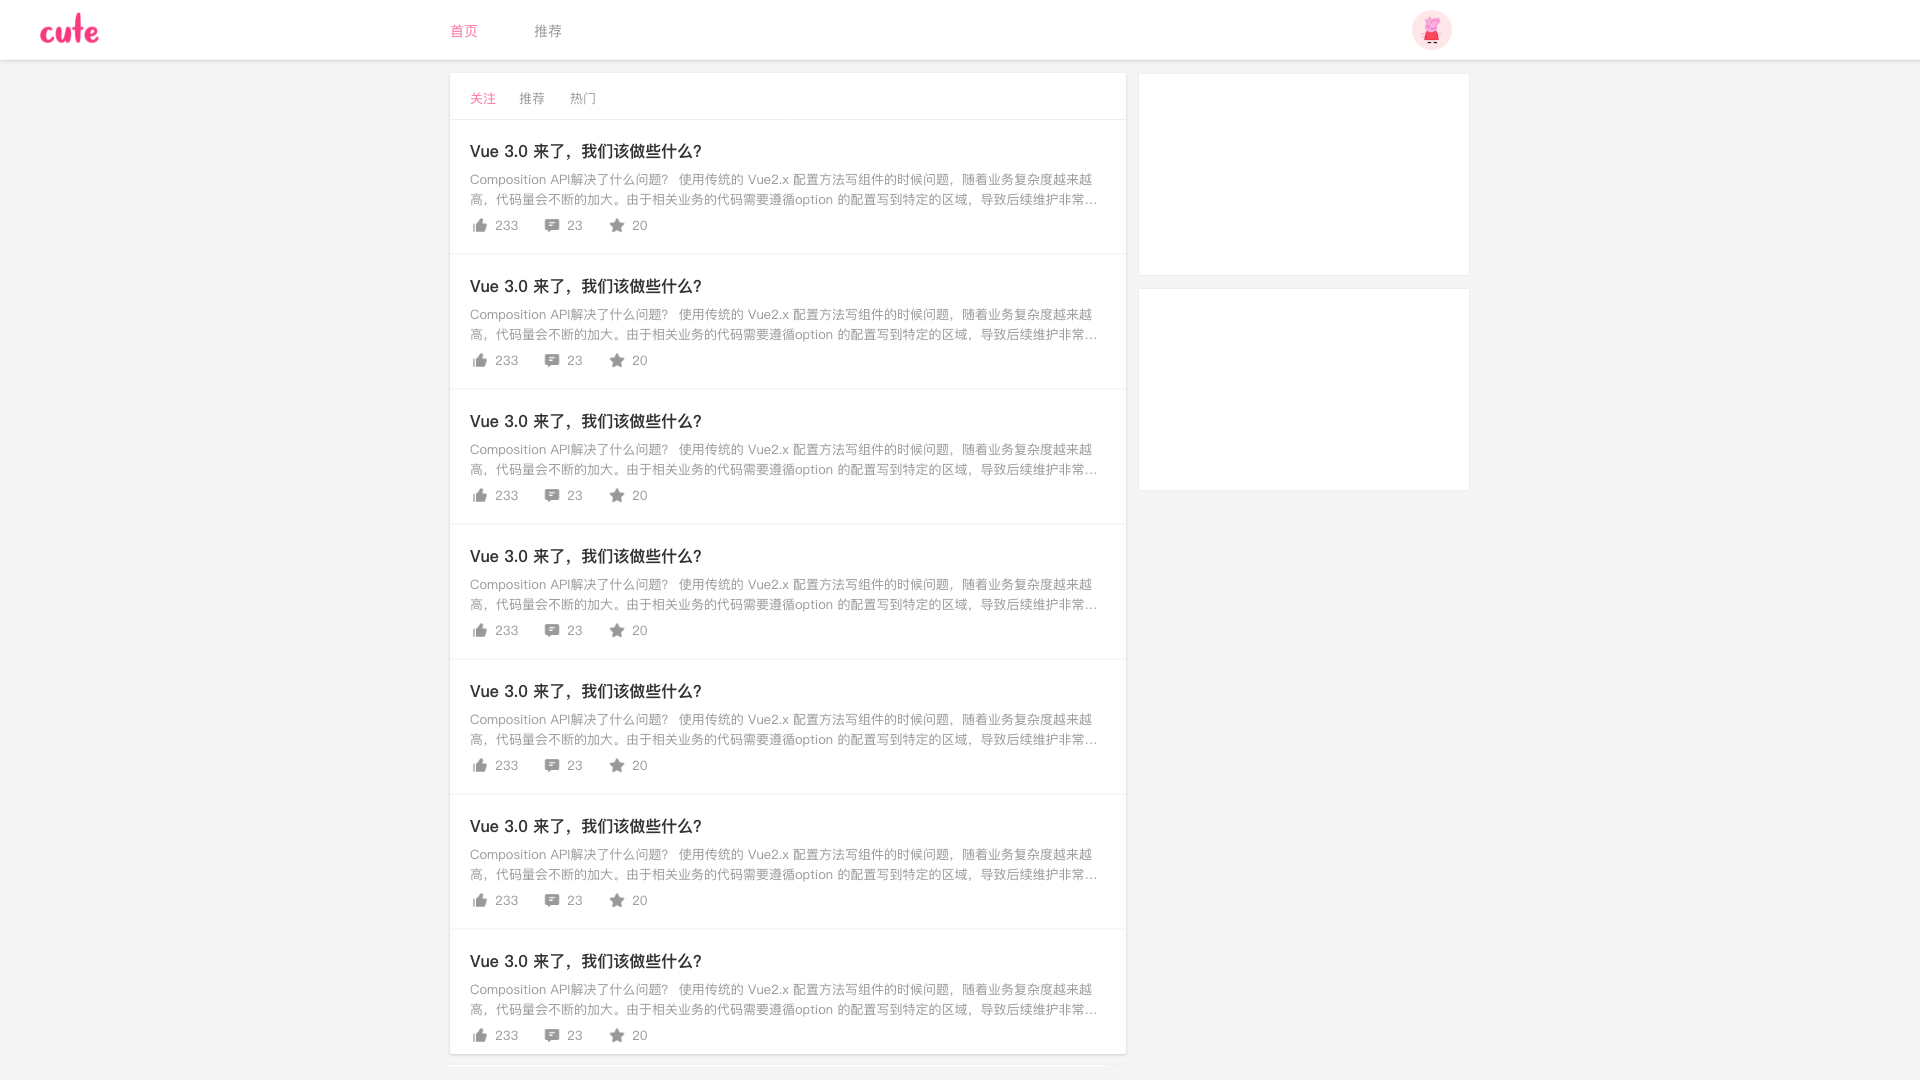 cute
首页 推荐
关注 推荐 热门
Vue 3.0 来了，我们该做些什么？
Composition API解决了什么问题？ 使用传统的 Vue2.x 配置方法写组件的时候问题，随着业务复杂度越来越
高，代码量会不断的加大。由于相关业务的代码需要遵循option 的配置写到特定的区域，导致后续维护非常...
233 23 20
Vue 3.0 来了，我们该做些什么？
Composition API解决了什么问题？ 使用传统的 Vue2.x 配置方法写组件的时候问题，随着业务复杂度越来越
高，代码量会不断的加大。由于相关业务的代码需要遵循option 的配置写到特定的区域，导致后续维护非常...
233 23 20
Vue 3.0 来了，我们该做些什么？
Composition API解决了什么问题？ 使用传统的 Vue2.x 配置方法写组件的时候问题，随着业务复杂度越来越
高，代码量会不断的加大。由于相关业务的代码需要遵循option 的配置写到特定的区域，导致后续维护非常...
233 23 20
Vue 3.0 来了，我们该做些什么？
Composition API解决了什么问题？ 使用传统的 Vue2.x 配置方法写组件的时候问题，随着业务复杂度越来越
高，代码量会不断的加大。由于相关业务的代码需要遵循option 的配置写到特定的区域，导致后续维护非常...
233 23 20
Vue 3.0 来了，我们该做些什么？
Composition API解决了什么问题？ 使用传统的 Vue2.x 配置方法写组件的时候问题，随着业务复杂度越来越
高，代码量会不断的加大。由于相关业务的代码需要遵循option 的配置写到特定的区域，导致后续维护非常...
233 23 20
Vue 3.0 来了，我们该做些什么？
Composition API解决了什么问题？ 使用传统的 Vue2.x 配置方法写组件的时候问题，随着业务复杂度越来越
高，代码量会不断的加大。由于相关业务的代码需要遵循option 的配置写到特定的区域，导致后续维护非常...
233 23 20
Vue 3.0 来了，我们该做些什么？
Composition API解决了什么问题？ 使用传统的 Vue2.x 配置方法写组件的时候问题，随着业务复杂度越来越
高，代码量会不断的加大。由于相关业务的代码需要遵循option 的配置写到特定的区域，导致后续维护非常...
233 23 20